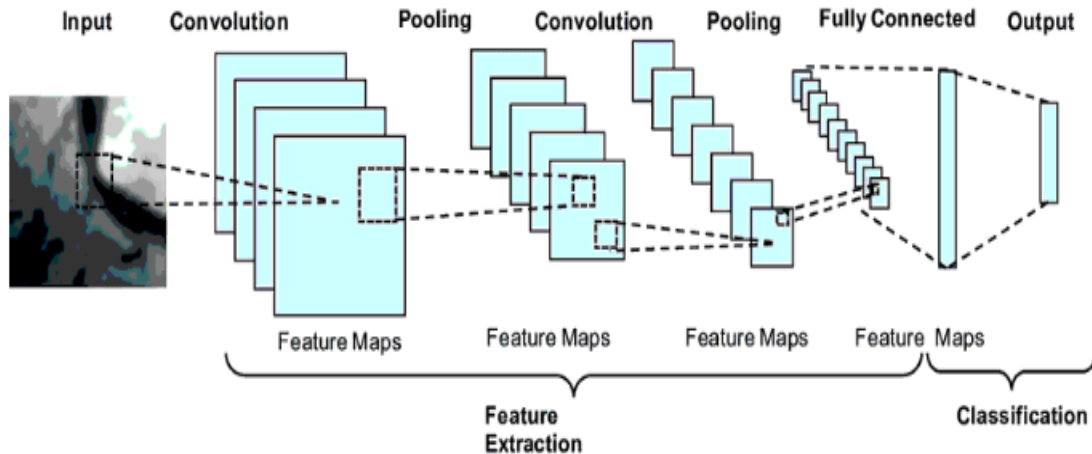 Input
Convolution
Pooling
Convolution
Pooling
Fully Connected
Output
Feature Maps
Feature Maps
Feature Maps
Feature Maps
Feature
Extraction
Classification